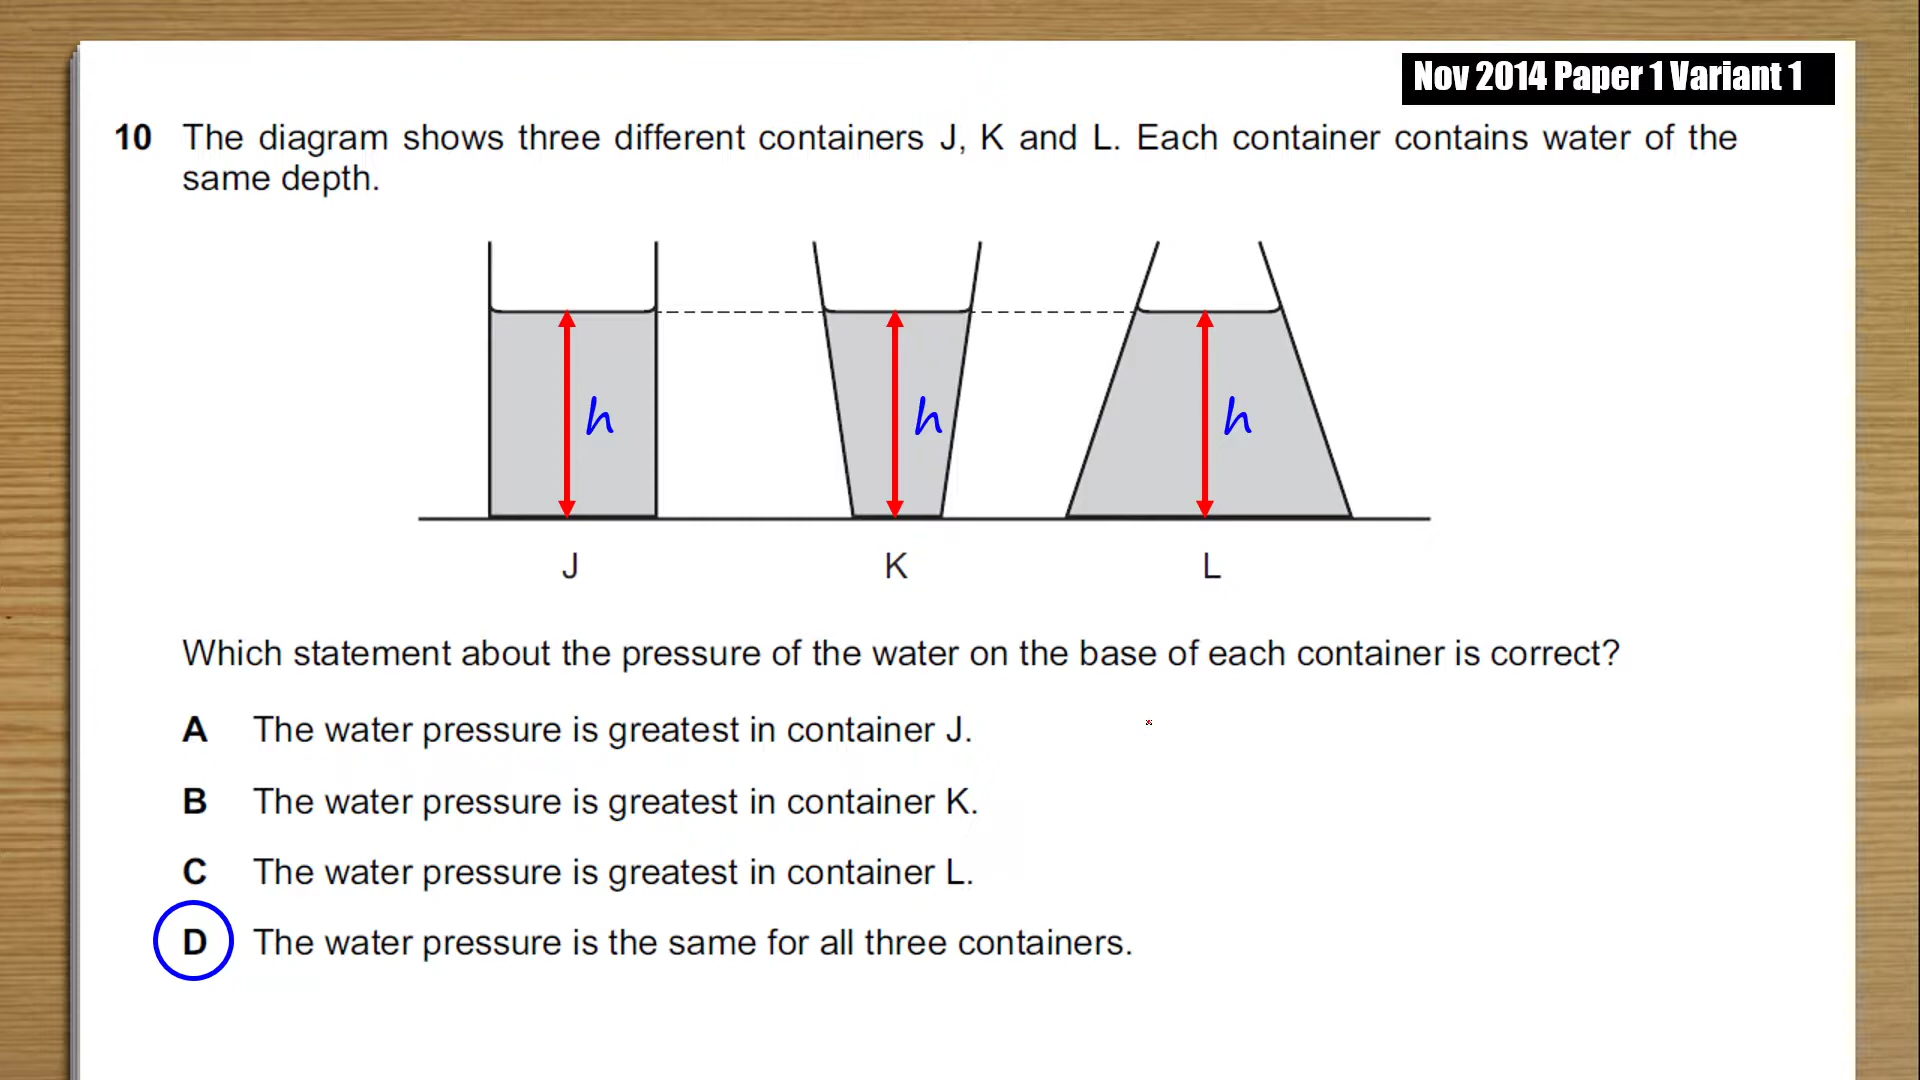 Nov 2014 Paper 1 Variant 1
10 The diagram shows three different containers J, K and L. Each container contains water of the
same depth.
h h h
J K L
Which statement about the pressure of the water on the base of each container is correct?
A The water pressure is greatest in container J.
B The water pressure is greatest in container K.
C The water pressure is greatest in container L.
D The water pressure is the same for all three containers.